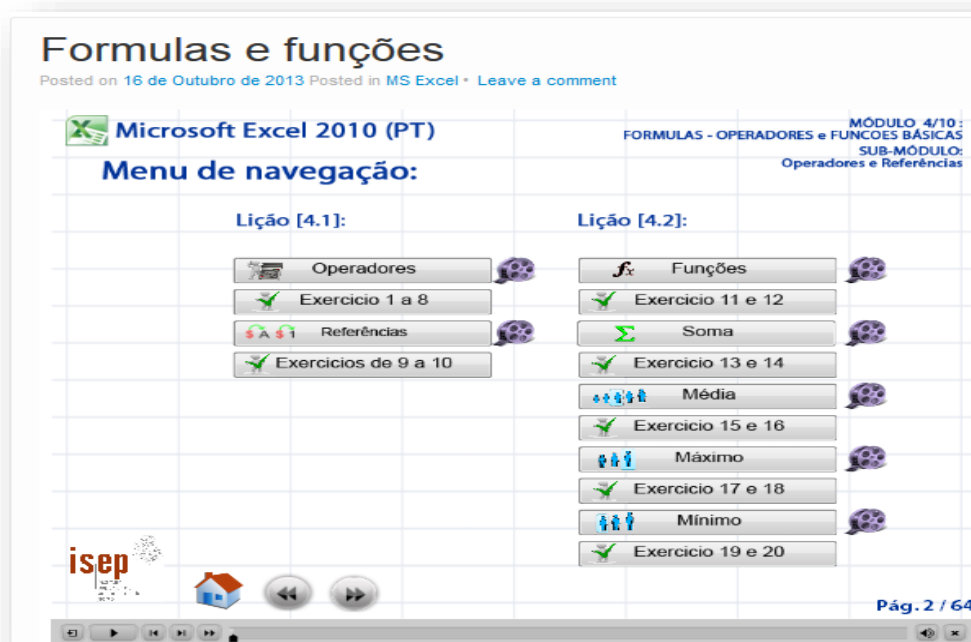 Formulas e funções
Posted on 16 de Outubro de 2013 Posted in MS Excel • Leave a comment
Microsoft Excel 2010 (PT)
MÓDULO 4/10 :
FORMULAS - OPERADORES e FUNCOES BÁSICAS
SUB-MÓDULO:
Operadores e Referências
Menu de navegação:
Lição [4.1]:
Operadores
Exercicio 1 a 8
$ A $ 1 Referências
Exercicios de 9 a 10
Lição [4.2]:
fx Funções
Exercicio 11 e 12
Σ Soma
Exercicio 13 e 14
Média
Exercicio 15 e 16
Máximo
Exercicio 17 e 18
Mínimo
Exercicio 19 e 20
isep
Pág. 2 / 64